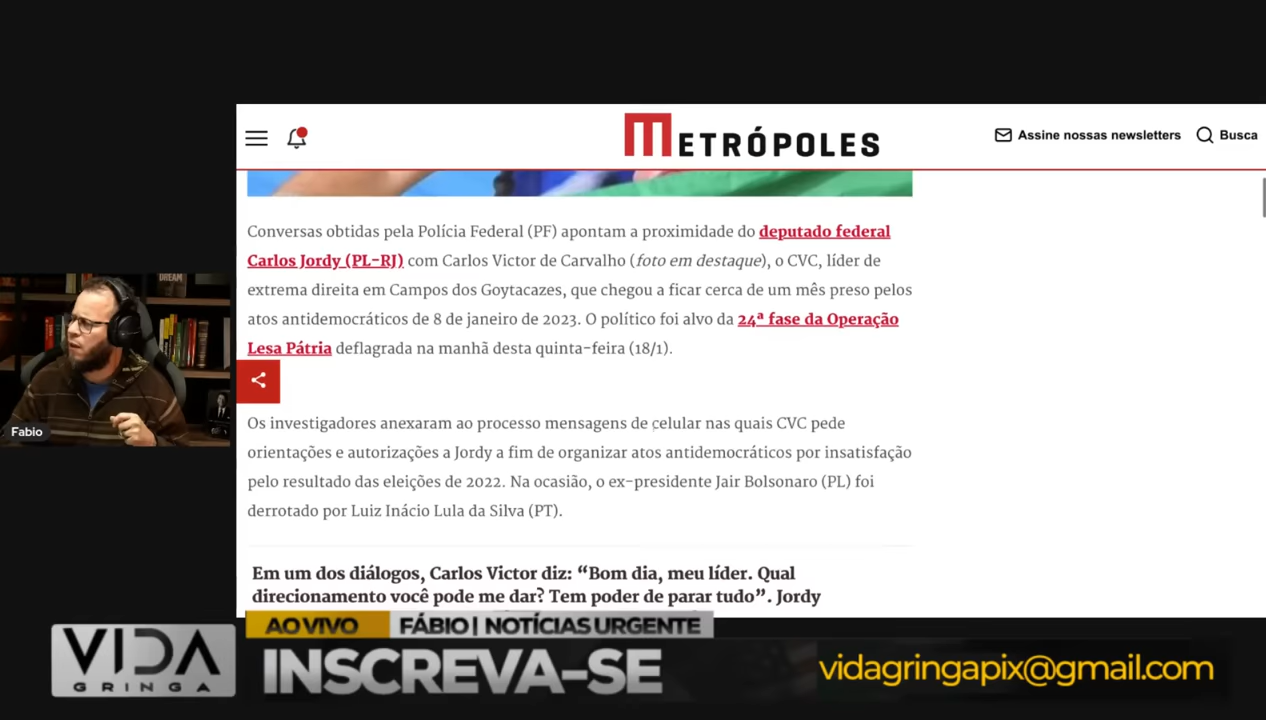 METRÓPOLES
Assine nossas newsletters
Busca
Conversas obtidas pela Polícia Federal (PF) apontam a proximidade do deputado federal
Carlos Jordy (PL-RJ) com Carlos Victor de Carvalho (foto em destaque), o CVC, líder de
extrema direita em Campos dos Goytacazes, que chegou a ficar cerca de um mês preso pelos
atos antidemocráticos de 8 de janeiro de 2023. O político foi alvo da 24ª fase da Operação
Lesa Pátria deflagrada na manhã desta quinta-feira (18/1).
Os investigadores anexaram ao processo mensagens de celular nas quais CVC pede
orientações e autorizações a Jordy a fim de organizar atos antidemocráticos por insatisfação
pelo resultado das eleições de 2022. Na ocasião, o ex-presidente Jair Bolsonaro (PL) foi
derrotado por Luiz Inácio Lula da Silva (PT).
Em um dos diálogos, Carlos Victor diz: “Bom dia, meu líder. Qual
direcionamento você pode me dar? Tem poder de parar tudo”. Jordy
DREAM
Fabio
AO VIVO
FÁBIO | NOTÍCIAS URGENTE
VIDA
GRINGA
INSCREVA-SE
vidagringapix@gmail.com